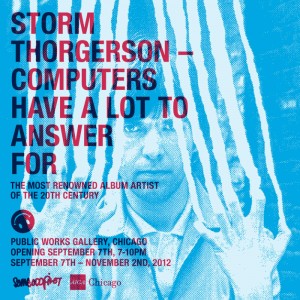 STORM
THORGERSON –
COMPUTERS
HAVE A LOT TO
ANSWER
FOR
THE MOST RENOWNED ALBUM ARTIST
OF THE 20TH CENTURY
PUBLIC WORKS GALLERY, CHICAGO
OPENING SEPTEMBER 7TH, 7-10PM
SEPTEMBER 7TH – NOVEMBER 2ND, 2012
AIGA Chicago